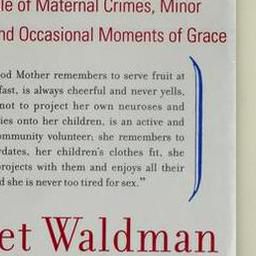 le of Maternal Crimes, Minor
nd Occasional Moments of Grace
od Mother remembers to serve fruit at
fast, is always cheerful and never yells,
not to project her own neuroses and
ies onto her children, is an active and
ommunity volunteer; she remembers to
dates, her children's clothes fit, she
projects with them and enjoys all their
d she is never too tired for sex."
et Waldman